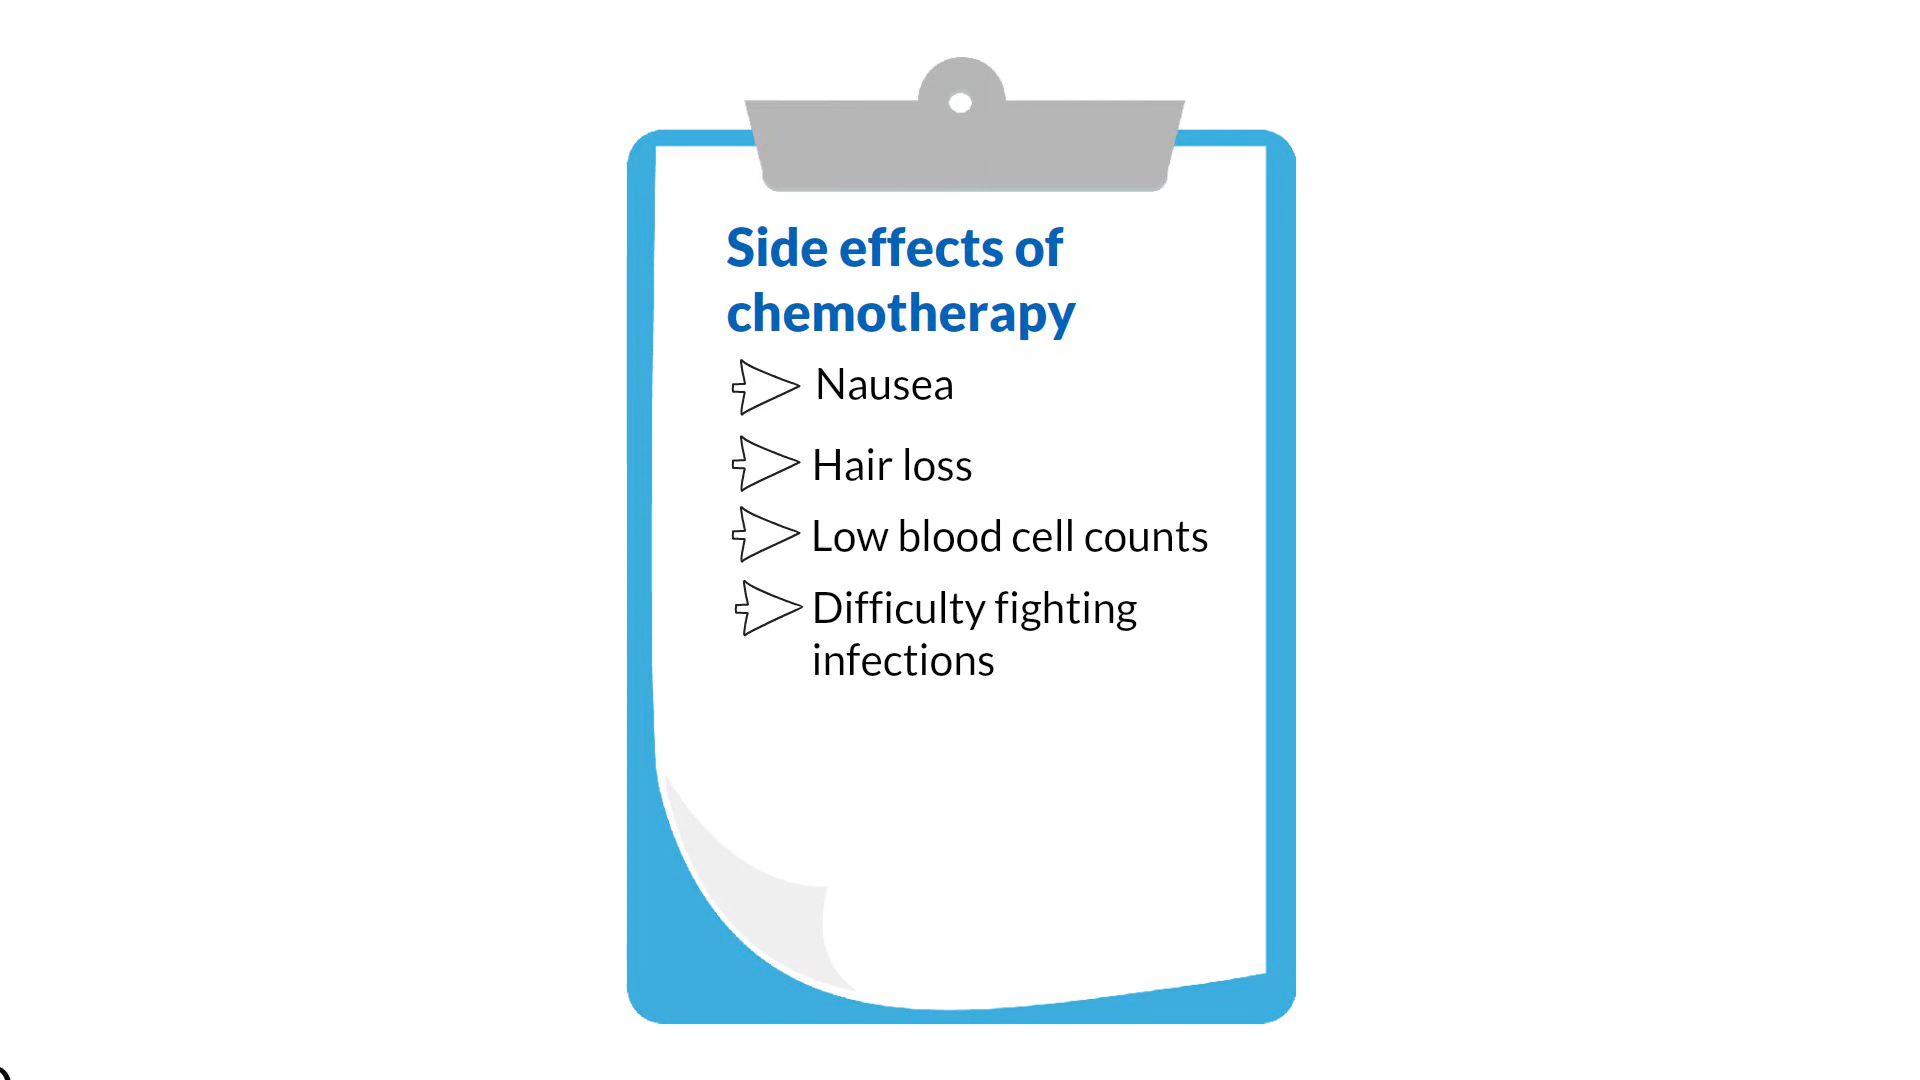 Side effects of
chemotherapy
Nausea
Hair loss
Low blood cell counts
Difficulty fighting
infections